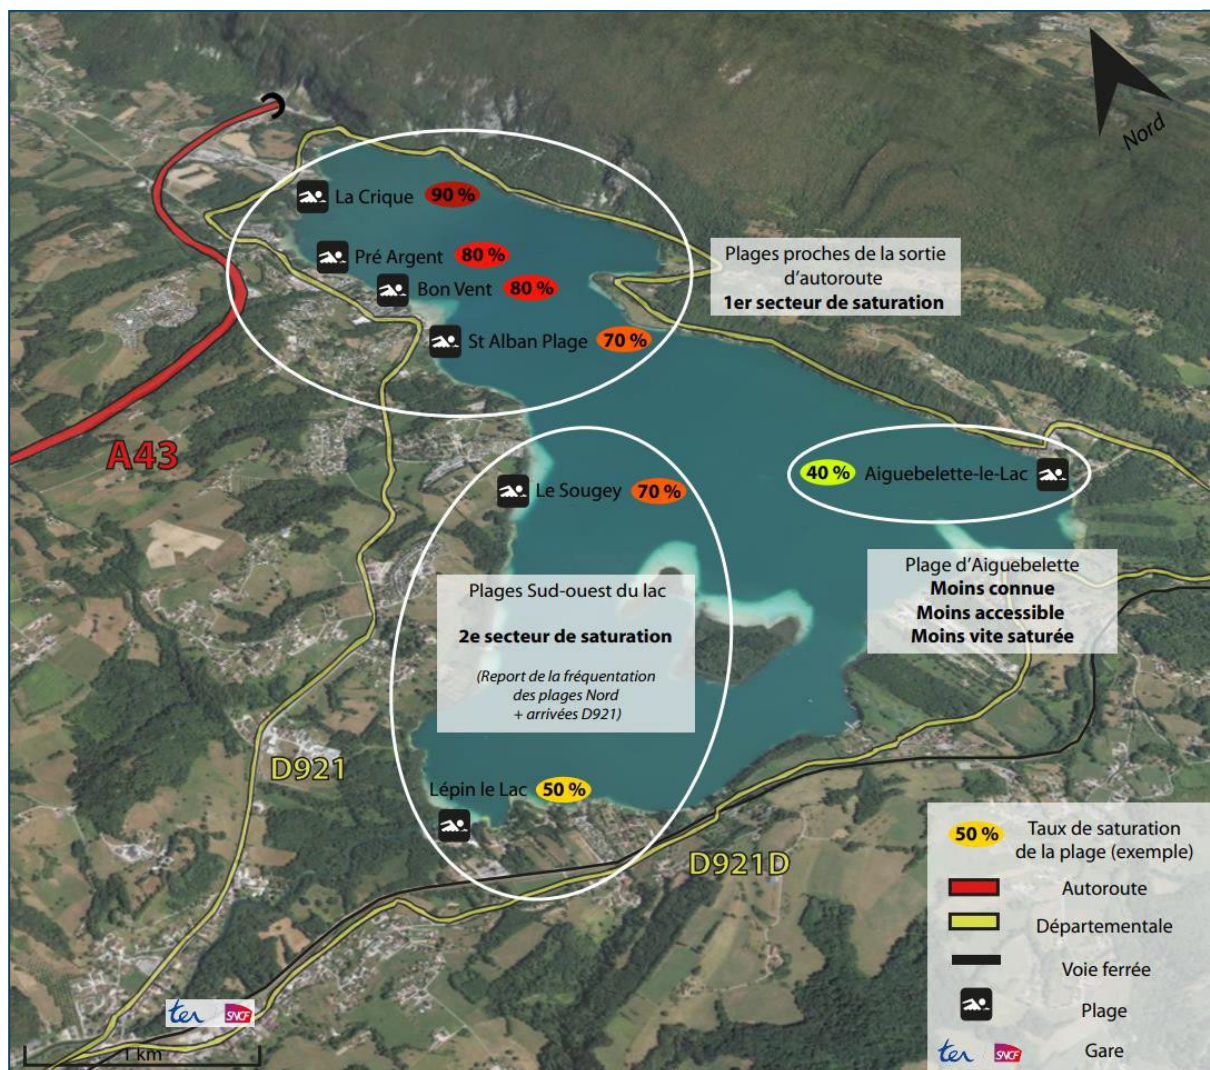 Nord
La Crique 90 %
Pré Argent 80 %
Bon Vent 80 %
St Alban Plage 70 %
Plages proches de la sortie
d'autoroute
1er secteur de saturation
A43
Le Sougey 70 %
40 % Aiguebelette-le-Lac
Plage d'Aiguebelette
Moins connue
Moins accessible
Moins vite saturée
Plages Sud-ouest du lac
2e secteur de saturation
(Report de la fréquentation
des plages Nord
+ arrivées D921)
D921
Lépin le Lac 50 %
D921D
50 % Taux de saturation
de la plage (exemple)
Autoroute
Départementale
Voie ferrée
Plage
ter SNCF Gare
ter SNCF
1 km